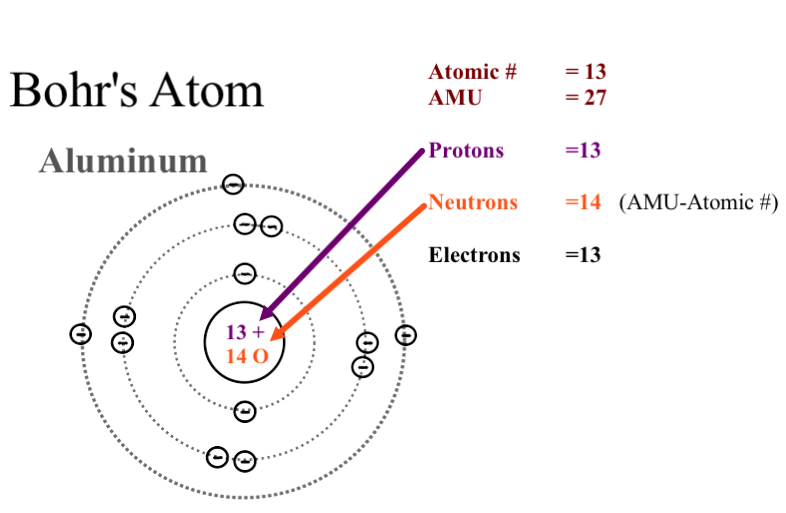 Bohr's Atom
Aluminum
Atomic # = 13
AMU = 27
Protons =13
Neutrons =14 (AMU-Atomic #)
Electrons =13
13 +
14 O